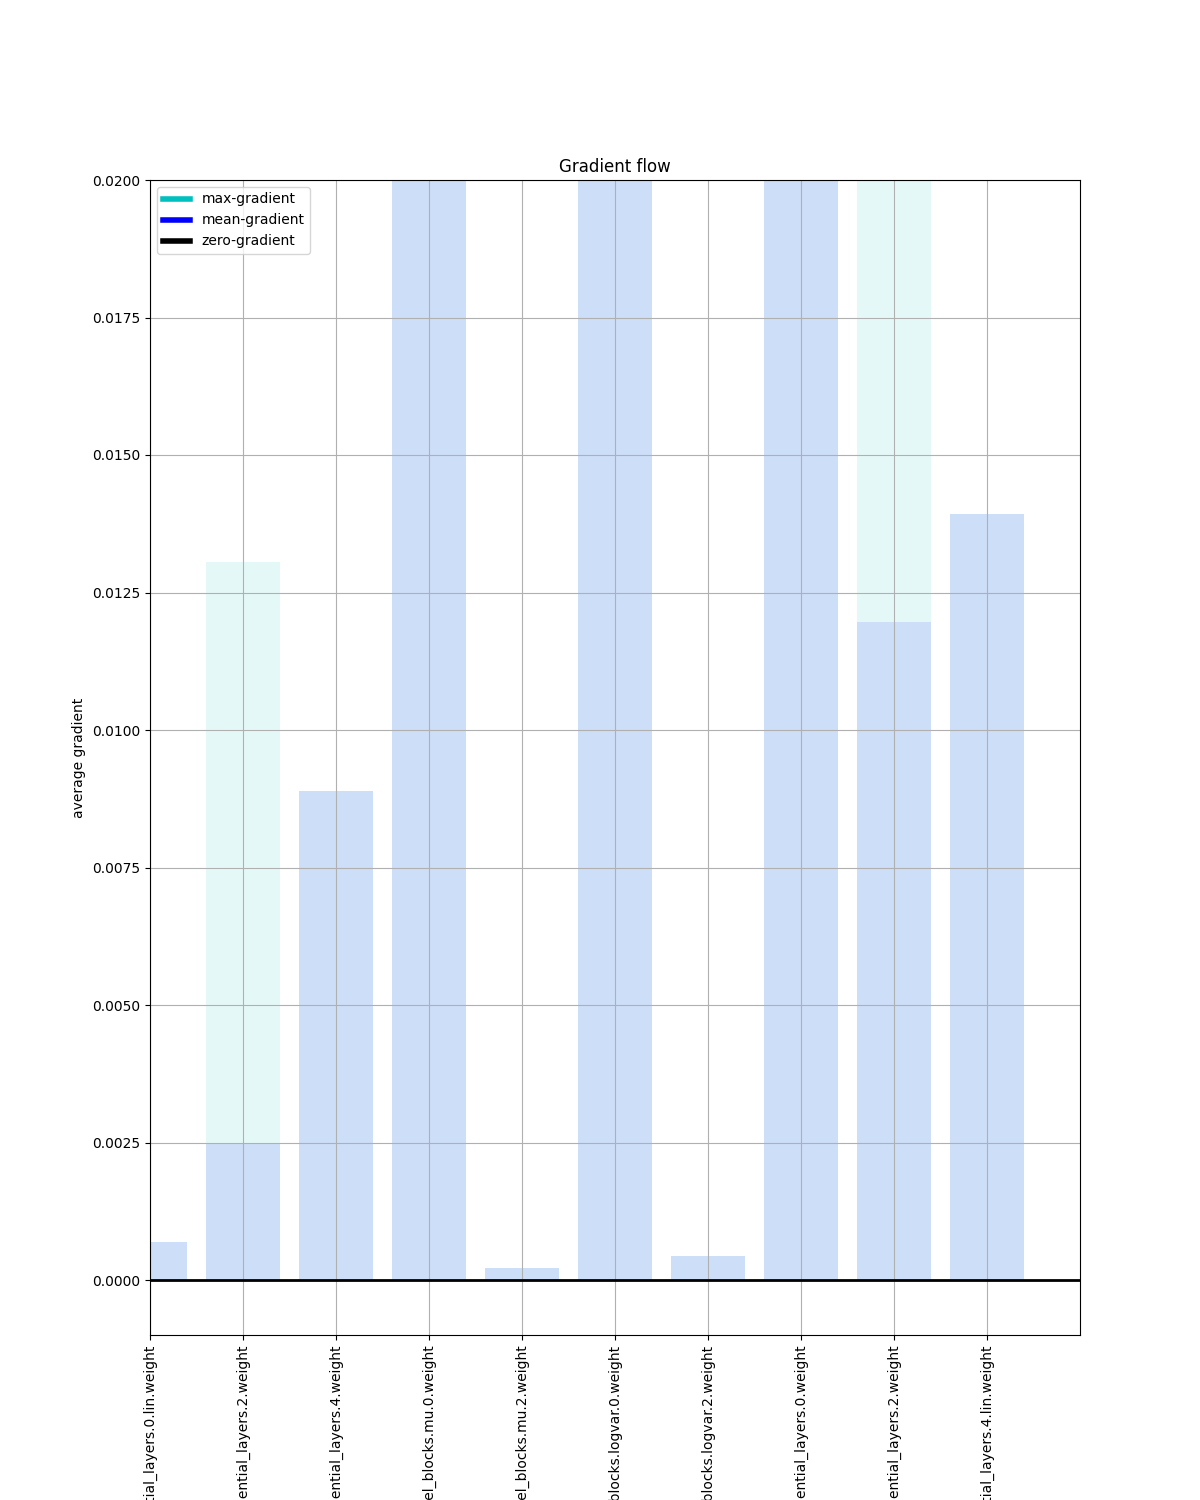 Gradient flow
max-gradient
mean-gradient
zero-gradient
0.0200
0.0175
0.0150
0.0125
0.0100
0.0075
0.0050
0.0025
0.0000
average gradient
tial_layers.0.lin.weight
ential_layers.2.weight
ential_layers.4.weight
el_blocks.mu.0.weight
el_blocks.mu.2.weight
blocks.logvar.0.weight
blocks.logvar.2.weight
ential_layers.0.weight
ential_layers.2.weight
tial_layers.4.lin.weight